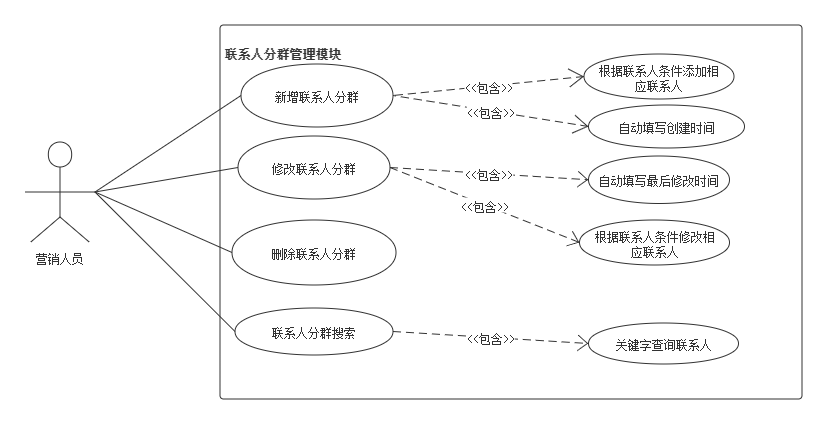 联系人分群管理模块
新增联系人分群
<<包含>>
根据联系人条件添加相
应联系人
<<包含>>
自动填写创建时间
修改联系人分群
<<包含>>
自动填写最后修改时间
<<包含>>
根据联系人条件修改相
应联系人
营销人员
删除联系人分群
联系人分群搜索
<<包含>>
关键字查询联系人